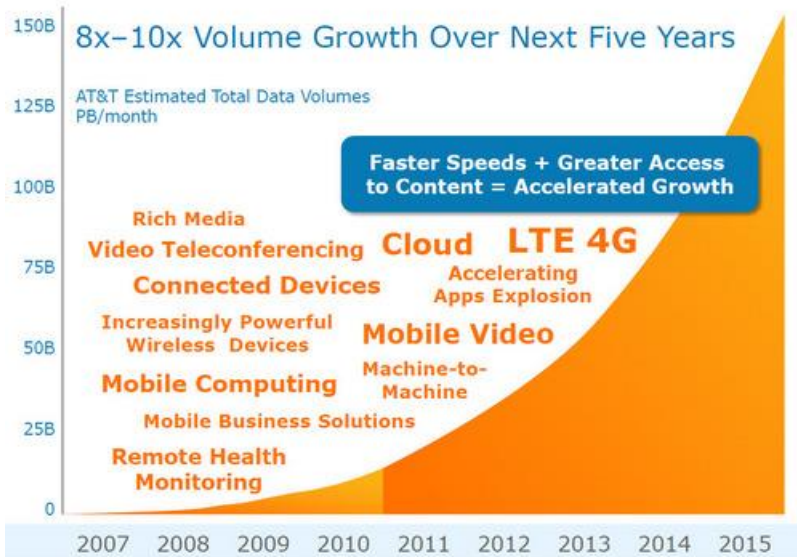 150B
8x–10x Volume Growth Over Next Five Years
AT&T Estimated Total Data Volumes
125B
PB/month
Faster Speeds + Greater Access
to Content = Accelerated Growth
100B
Rich Media
Video Teleconferencing
Cloud
LTE 4G
75B
Connected Devices
Accelerating
Apps Explosion
Increasingly Powerful
Wireless Devices
50B
Mobile Video
Mobile Computing
Machine-to-
Machine
Mobile Business Solutions
25B
Remote Health
Monitoring
0
2007 2008 2009 2010 2011 2012 2013 2014 2015